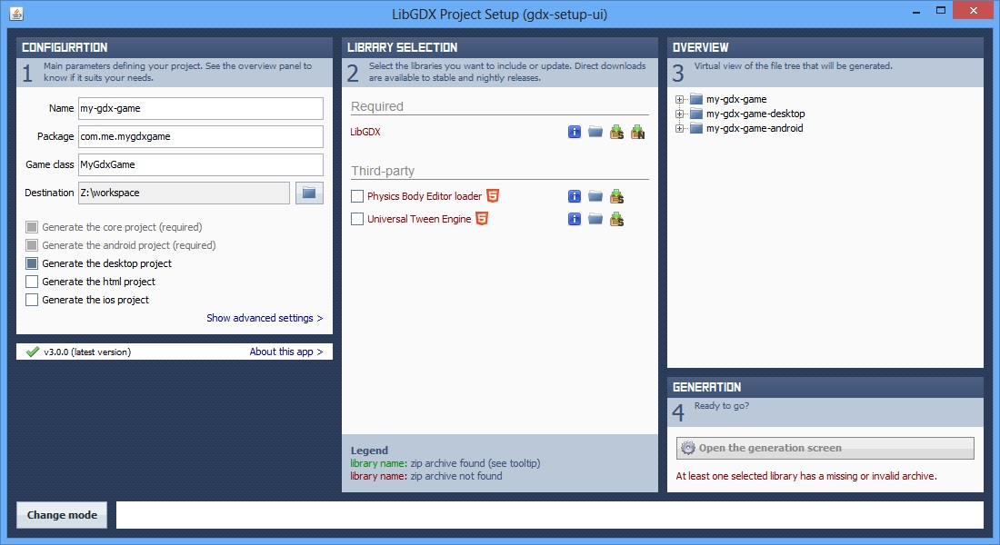 LibGDX Project Setup (gdx-setup-ui)
CONFIGURATION
1
Main parameters defining your project. See the overview panel to
know if it suits your needs.
Name my-gdx-game
Package com.me.mygdxgame
Game class MyGdxGame
Destination Z:\workspace
Generate the core project (required)
Generate the android project (required)
Generate the desktop project
Generate the html project
Generate the ios project
Show advanced settings >
v3.0.0 (latest version) About this app >
LIBRARY SELECTION
2
Select the libraries you want to include or update. Direct downloads
are available to stable and nightly releases.
Required
LibGDX i S N
Third-party
Physics Body Editor loader 5 i S
Universal Tween Engine 5 i S
Legend
library name: zip archive found (see tooltip)
library name: zip archive not found
OVERVIEW
3
Virtual view of the file tree that will be generated.
my-gdx-game
my-gdx-game-desktop
my-gdx-game-android
GENERATION
4
Ready to go?
Open the generation screen
At least one selected library has a missing or invalid archive.
Change mode